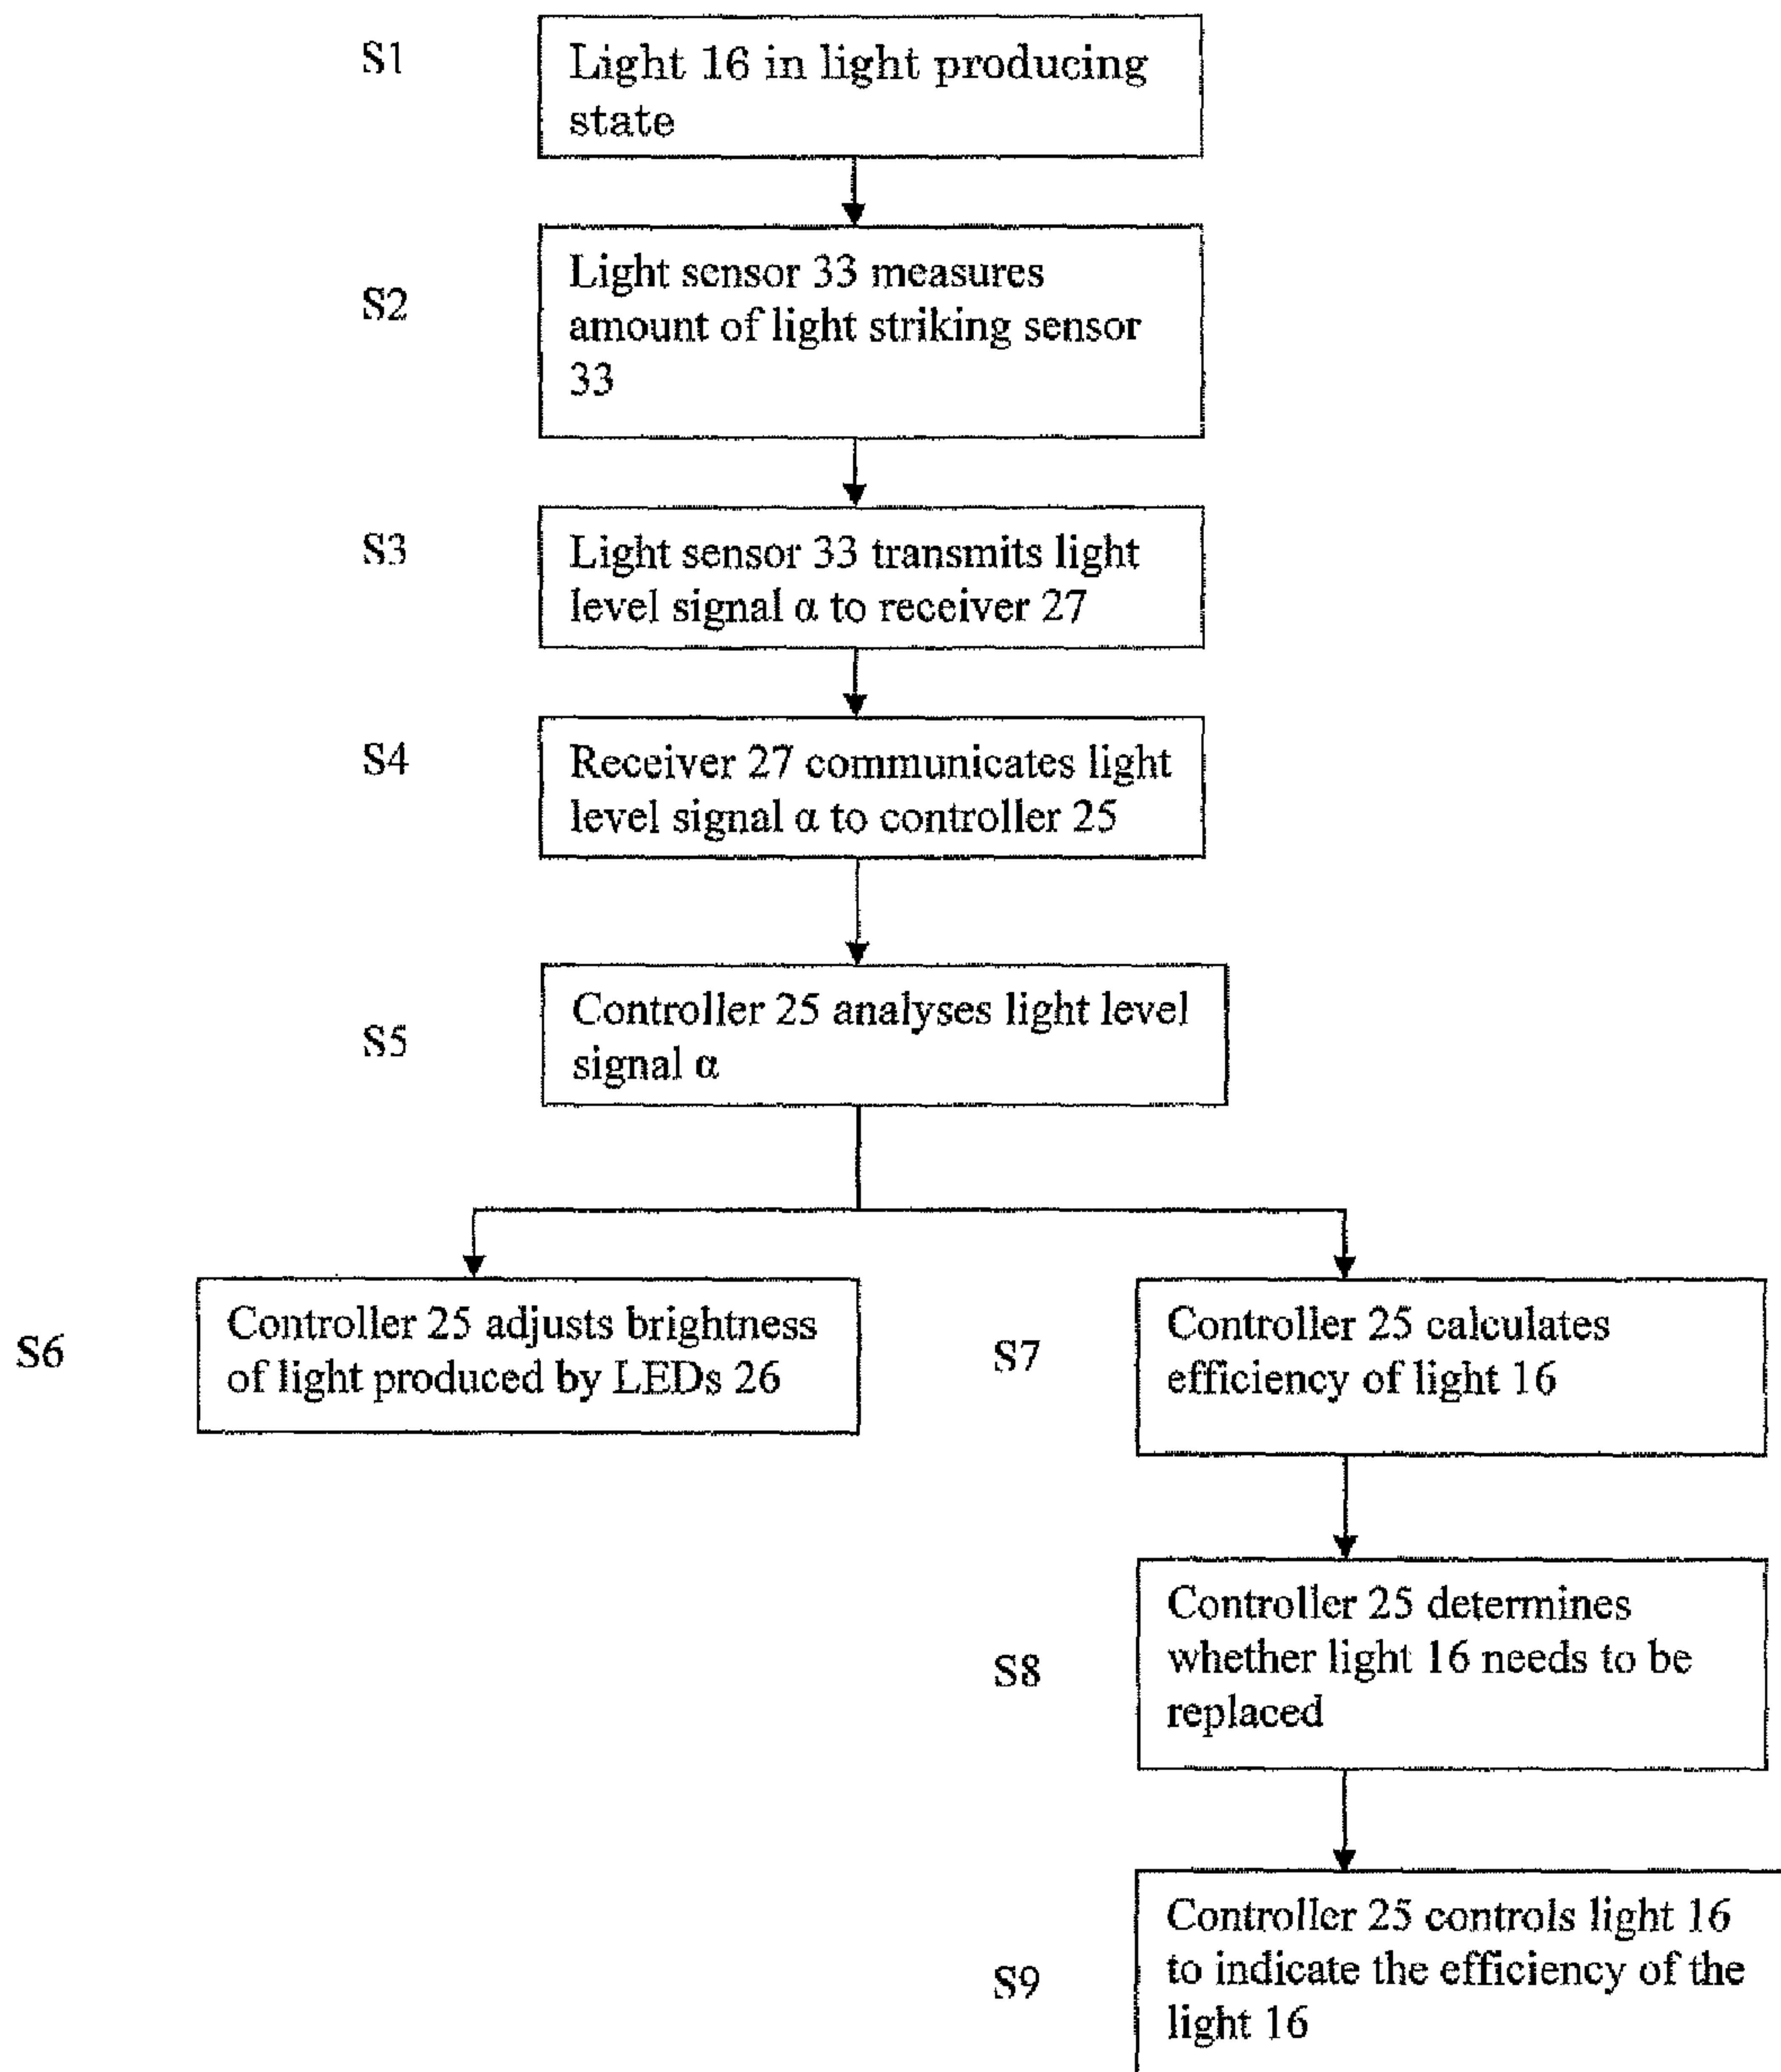 S1
Light 16 in light producing
state
S2
Light sensor 33 measures
amount of light striking sensor
33
S3
Light sensor 33 transmits light
level signal α to receiver 27
S4
Receiver 27 communicates light
level signal α to controller 25
S5
Controller 25 analyses light level
signal α
S6
Controller 25 adjusts brightness
of light produced by LEDs 26
S7
Controller 25 calculates
efficiency of light 16
S8
Controller 25 determines
whether light 16 needs to be
replaced
S9
Controller 25 controls light 16
to indicate the efficiency of the
light 16